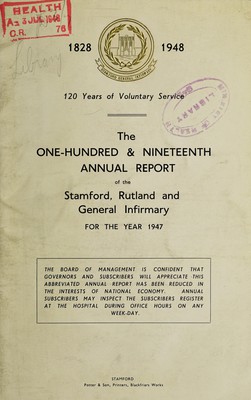 HEALTH
1828 1948
O.R. 76
Library
120 Years of Voluntary Service
The
ONE-HUNDRED & NINETEENTH
ANNUAL REPORT
of the
Stamford, Rutland and
General Infirmary
FOR THE YEAR 1947
THE BOARD OF MANAGEMENT IS CONFIDENT THAT
GOVERNORS AND SUBSCRIBERS WILL APPRECIATE THIS
ABBREVIATED ANNUAL REPORT HAS BEEN REDUCED IN
THE INTERESTS OF NATIONAL ECONOMY. ANNUAL
SUBSCRIBERS MAY INSPECT THE SUBSCRIBERS REGISTER
AT THE HOSPITAL DURING OFFICE HOURS ON ANY
WEEK-DAY.
STAMFORD
Potter & Son, Printers, Blackfriars Works